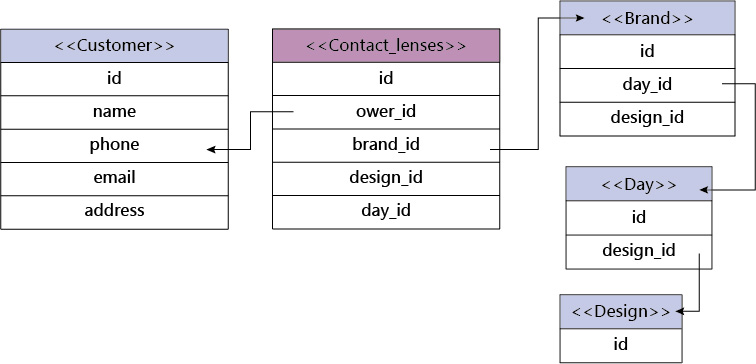 <<Customer>>
id
name
phone
email
address
<<Contact_lenses>>
id
ower_id
brand_id
design_id
day_id
<<Brand>>
id
day_id
design_id
<<Day>>
id
design_id
<<Design>>
id